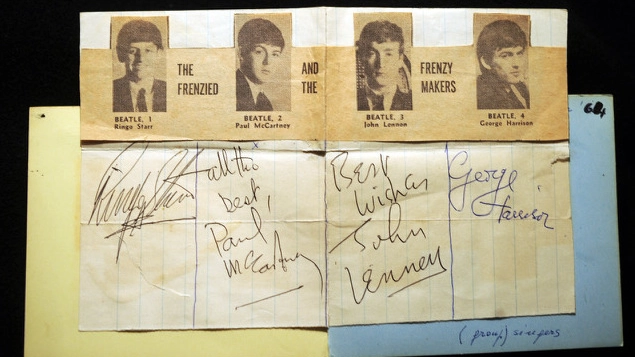 THE
FRENZIED
AND
THE
FRENZY
MAKERS
BEATLE, 1
Ringo Starr
BEATLE, 2
Paul McCartney
BEATLE, 3
John Lennon
BEATLE, 4
George Harrison
Ringo Starr
x
all the
best,
Paul
McCartney
Best
Wishes
John
Lennon
George
Harrison
(group) singers